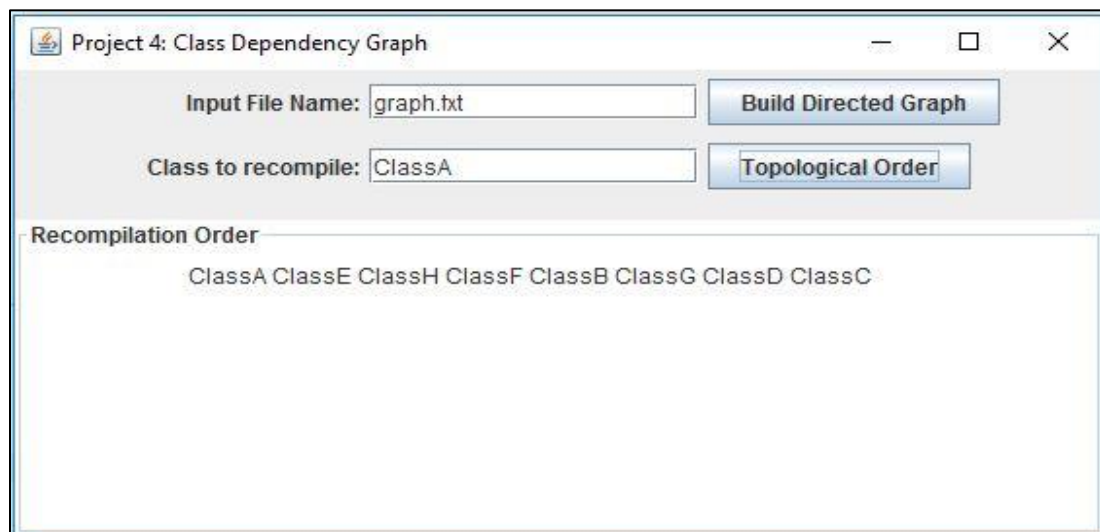 Project 4: Class Dependency Graph
Input File Name: graph.txt Build Directed Graph
Class to recompile: ClassA Topological Order
Recompilation Order
ClassA ClassE ClassH ClassF ClassB ClassG ClassD ClassC